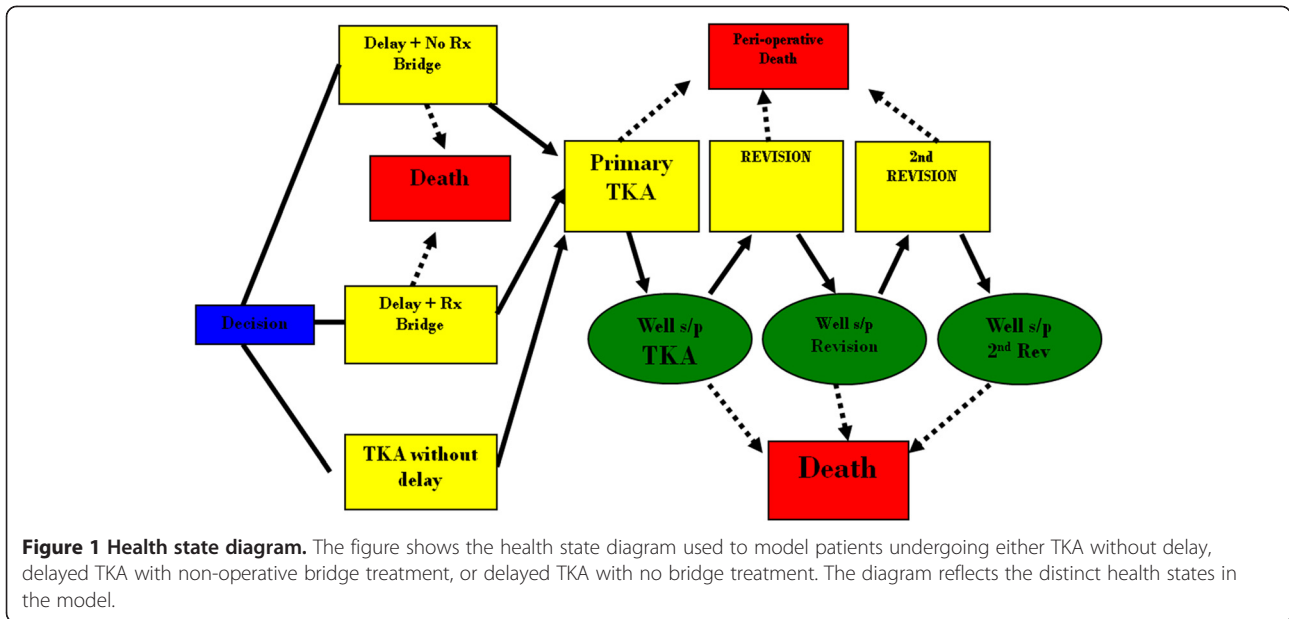 Delay + No Rx
Bridge
Peri-operative
Death
Death
Primary
TKA
REVISION
2nd
REVISION
Decision
Delay + Rx
Bridge
Well s/p
TKA
Well s/p
Revision
Well s/p
2nd Rev
TKA without
delay
Death
Figure 1 Health state diagram. The figure shows the health state diagram used to model patients undergoing either TKA without delay,
delayed TKA with non-operative bridge treatment, or delayed TKA with no bridge treatment. The diagram reflects the distinct health states in
the model.